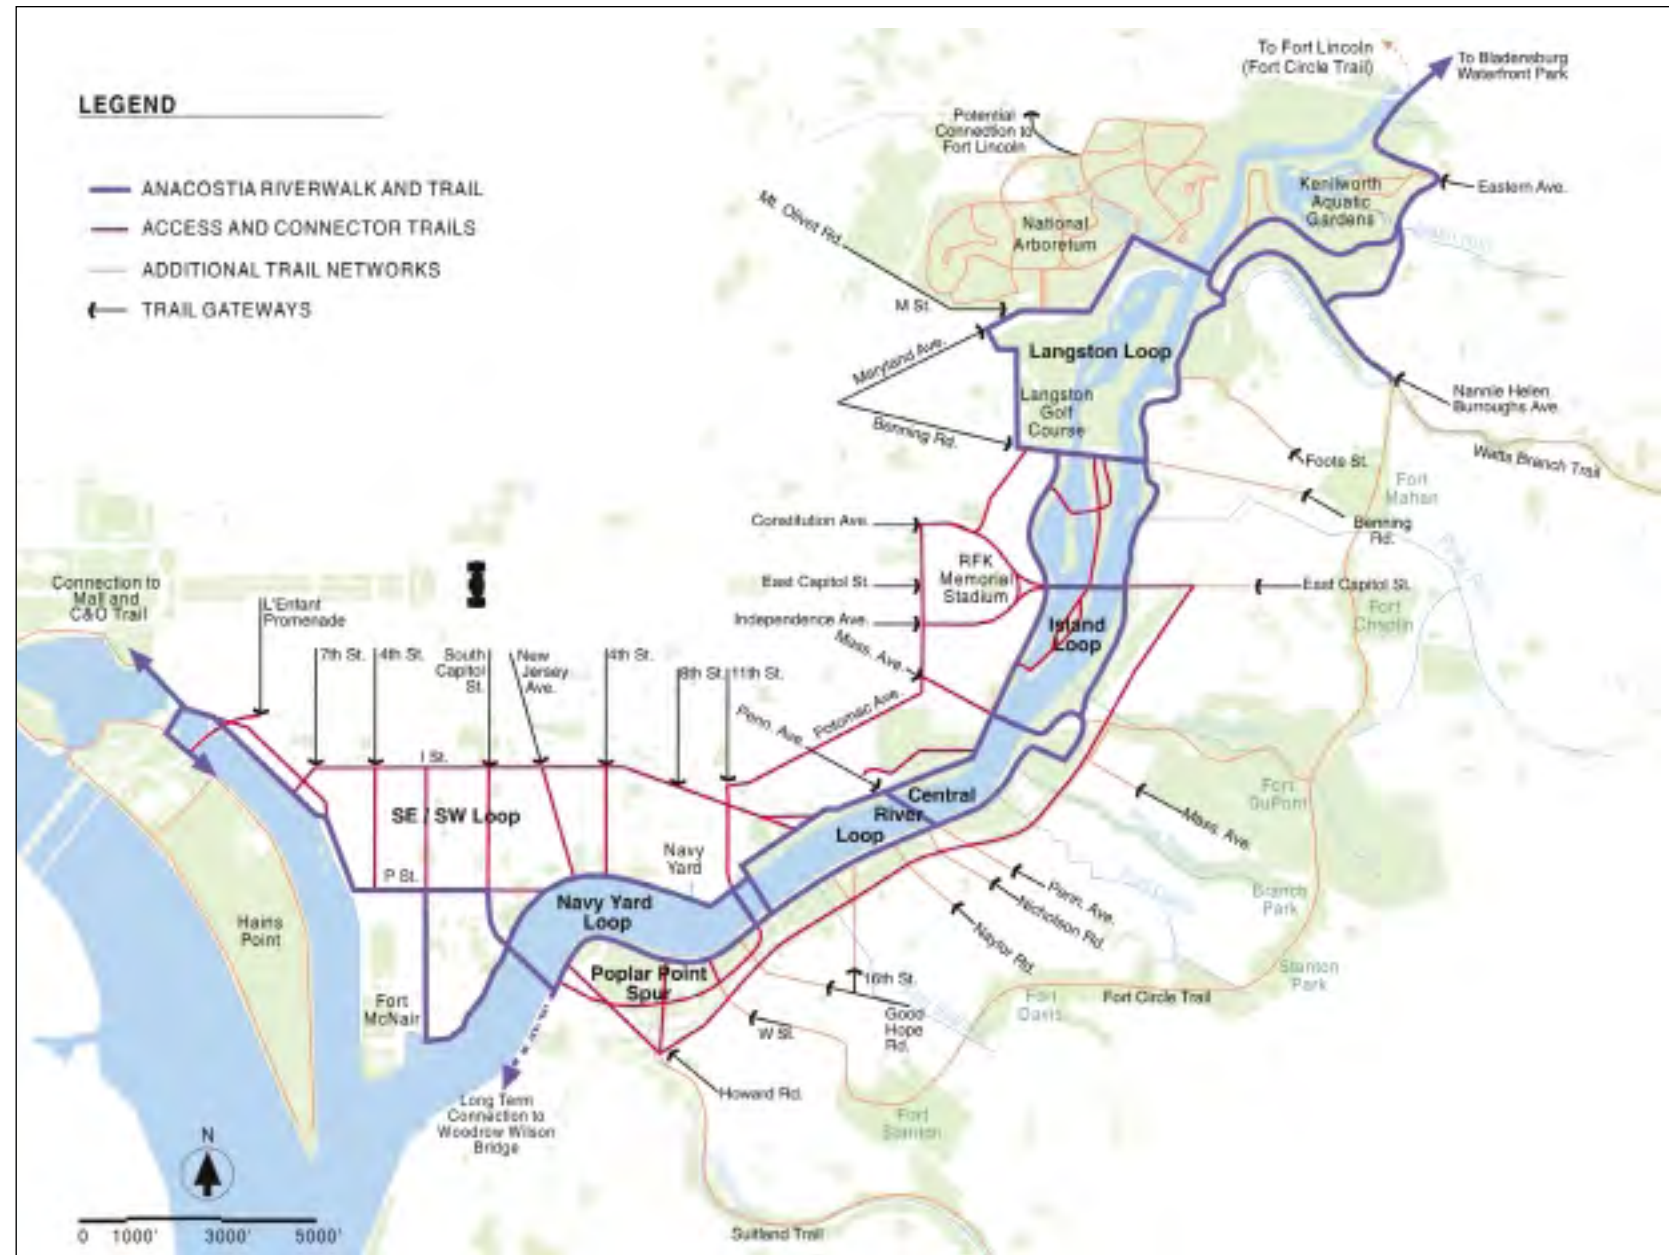 LEGEND
ANACOSTIA RIVERWALK AND TRAIL
ACCESS AND CONNECTOR TRAILS
ADDITIONAL TRAIL NETWORKS
TRAIL GATEWAYS
To Fort Lincoln
(Fort Circle Trail)
To Bladensburg
Waterfront Park
Potential
Connection to
Fort Lincoln
Kenilworth
Aquatic
Gardens
Eastern Ave.
National
Arboretum
Mt. Olivet Rd.
M St.
Maryland Ave.
Langston Loop
Langston
Golf
Course
Benning Rd.
Nannie Helen
Burroughs Ave.
Watts Branch Trail
Foote St.
Fort
Mahan
Benning
Rd.
Constitution Ave.
RFK
Memorial
Stadium
East Capitol St.
East Capitol St.
Fort
Chaplin
Independence Ave.
Island
Loop
Mass. Ave.
Potomac Ave.
Penn. Ave.
Connection to
Mall and
C&O Trail
L'Enfant
Promenade
7th St.
4th St.
South
Capitol
St.
New
Jersey
Ave.
4th St.
8th St.
11th St.
I St.
SE / SW Loop
P St.
Navy
Yard
Central
River
Loop
Fort
DuPont
Mass. Ave.
Branch
Park
Penn. Ave.
Nicholson Rd.
Naylor Rd.
Navy Yard
Loop
Hains
Point
Poplar Point
Spur
Fort
McNair
16th St.
Good
Hope
Rd.
W St.
Fort
Davis
Fort Circle Trail
Stanton
Park
Howard Rd.
Fort
Stanton
Long Term
Connection to
Woodrow Wilson
Bridge
Suitland Trail
N
0 1000' 3000' 5000'